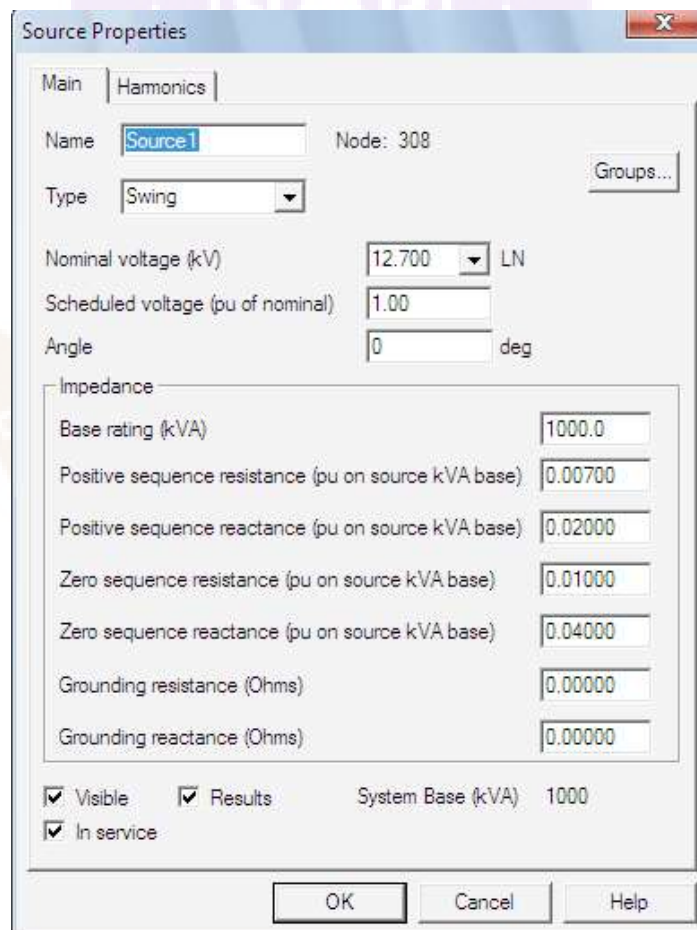 Source Properties
Main Harmonics
Name Source1 Node: 308
Groups...
Type Swing
Nominal voltage (kV) 12.700 LN
Scheduled voltage (pu of nominal) 1.00
Angle 0 deg
Impedance
Base rating (kVA) 1000.0
Positive sequence resistance (pu on source kVA base) 0.00700
Positive sequence reactance (pu on source kVA base) 0.02000
Zero sequence resistance (pu on source kVA base) 0.01000
Zero sequence reactance (pu on source kVA base) 0.04000
Grounding resistance (Ohms) 0.00000
Grounding reactance (Ohms) 0.00000
Visible Results System Base (kVA) 1000
In service
OK Cancel Help